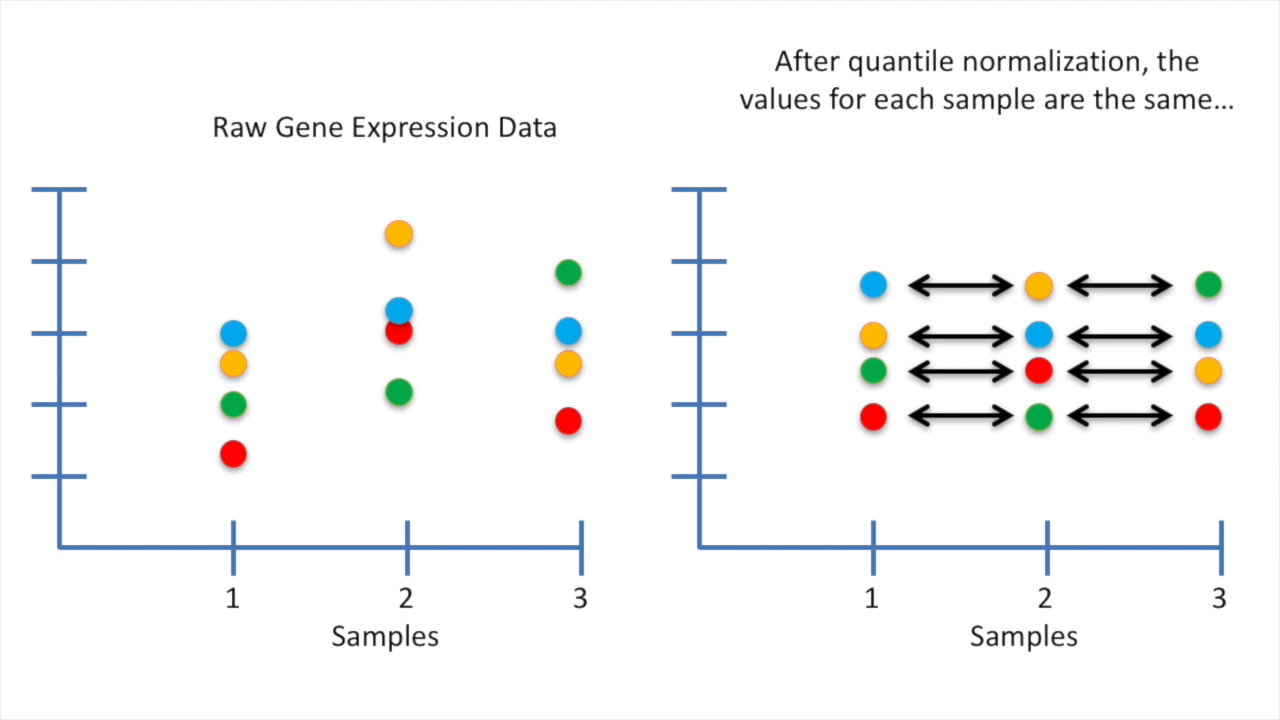 After quantile normalization, the
values for each sample are the same...
Raw Gene Expression Data
1
2
3
Samples
1
2
3
Samples